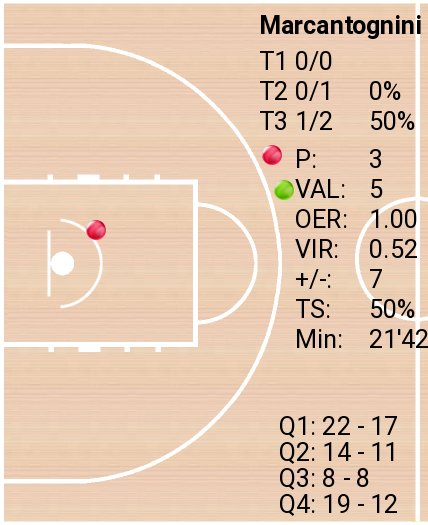 Marcantognini
T1 0/0
T2 0/1 0%
T3 1/2 50%
P: 3
VAL: 5
OER: 1.00
VIR: 0.52
+/-: 7
TS: 50%
Min: 21'42
Q1: 22 - 17
Q2: 14 - 11
Q3: 8 - 8
Q4: 19 - 12